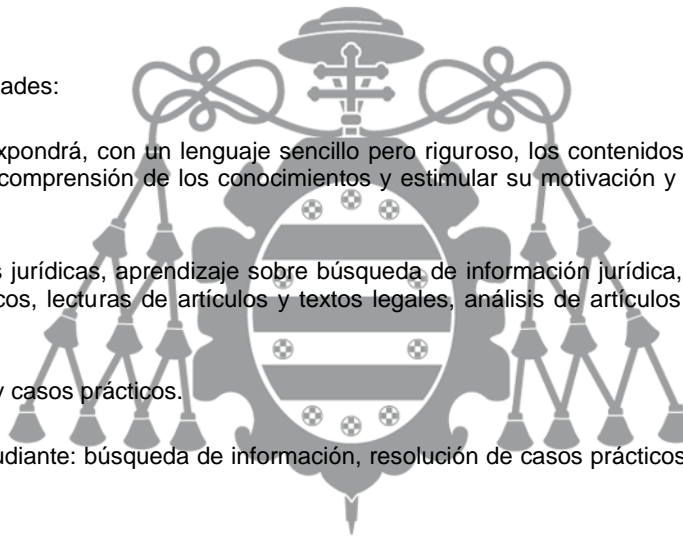 ades:
xpondrá, con un lenguaje sencillo pero riguroso, los contenidos
comprensión de los conocimientos y estimular su motivación y
s jurídicas, aprendizaje sobre búsqueda de información jurídica,
cos, lecturas de artículos y textos legales, análisis de artículos
y casos prácticos.
udiante: búsqueda de información, resolución de casos prácticos